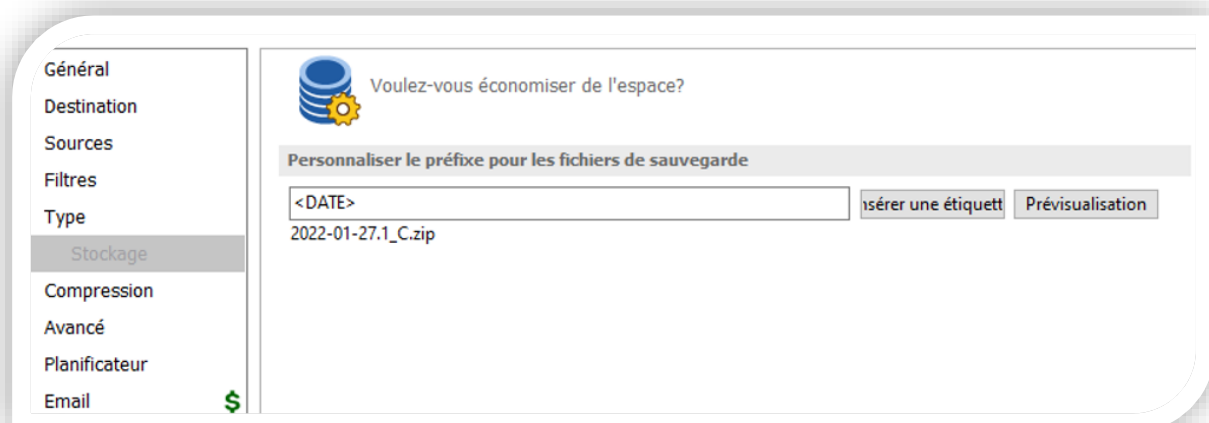 Général
Destination
Sources
Filtres
Type
Stockage
Compression
Avancé
Planificateur
Email $
Voulez-vous économiser de l'espace?
Personnaliser le préfixe pour les fichiers de sauvegarde
<DATE>
une étiquett
Prévisualisation
2022-01-27.1_C.zip